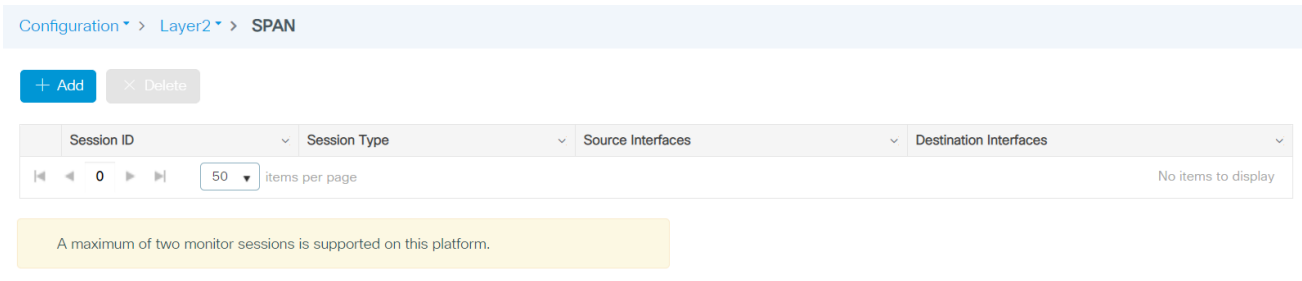 Configuration > Layer2 > SPAN
+ Add × Delete
Session ID Session Type Source Interfaces Destination Interfaces
0 50 items per page No items to display
A maximum of two monitor sessions is supported on this platform.